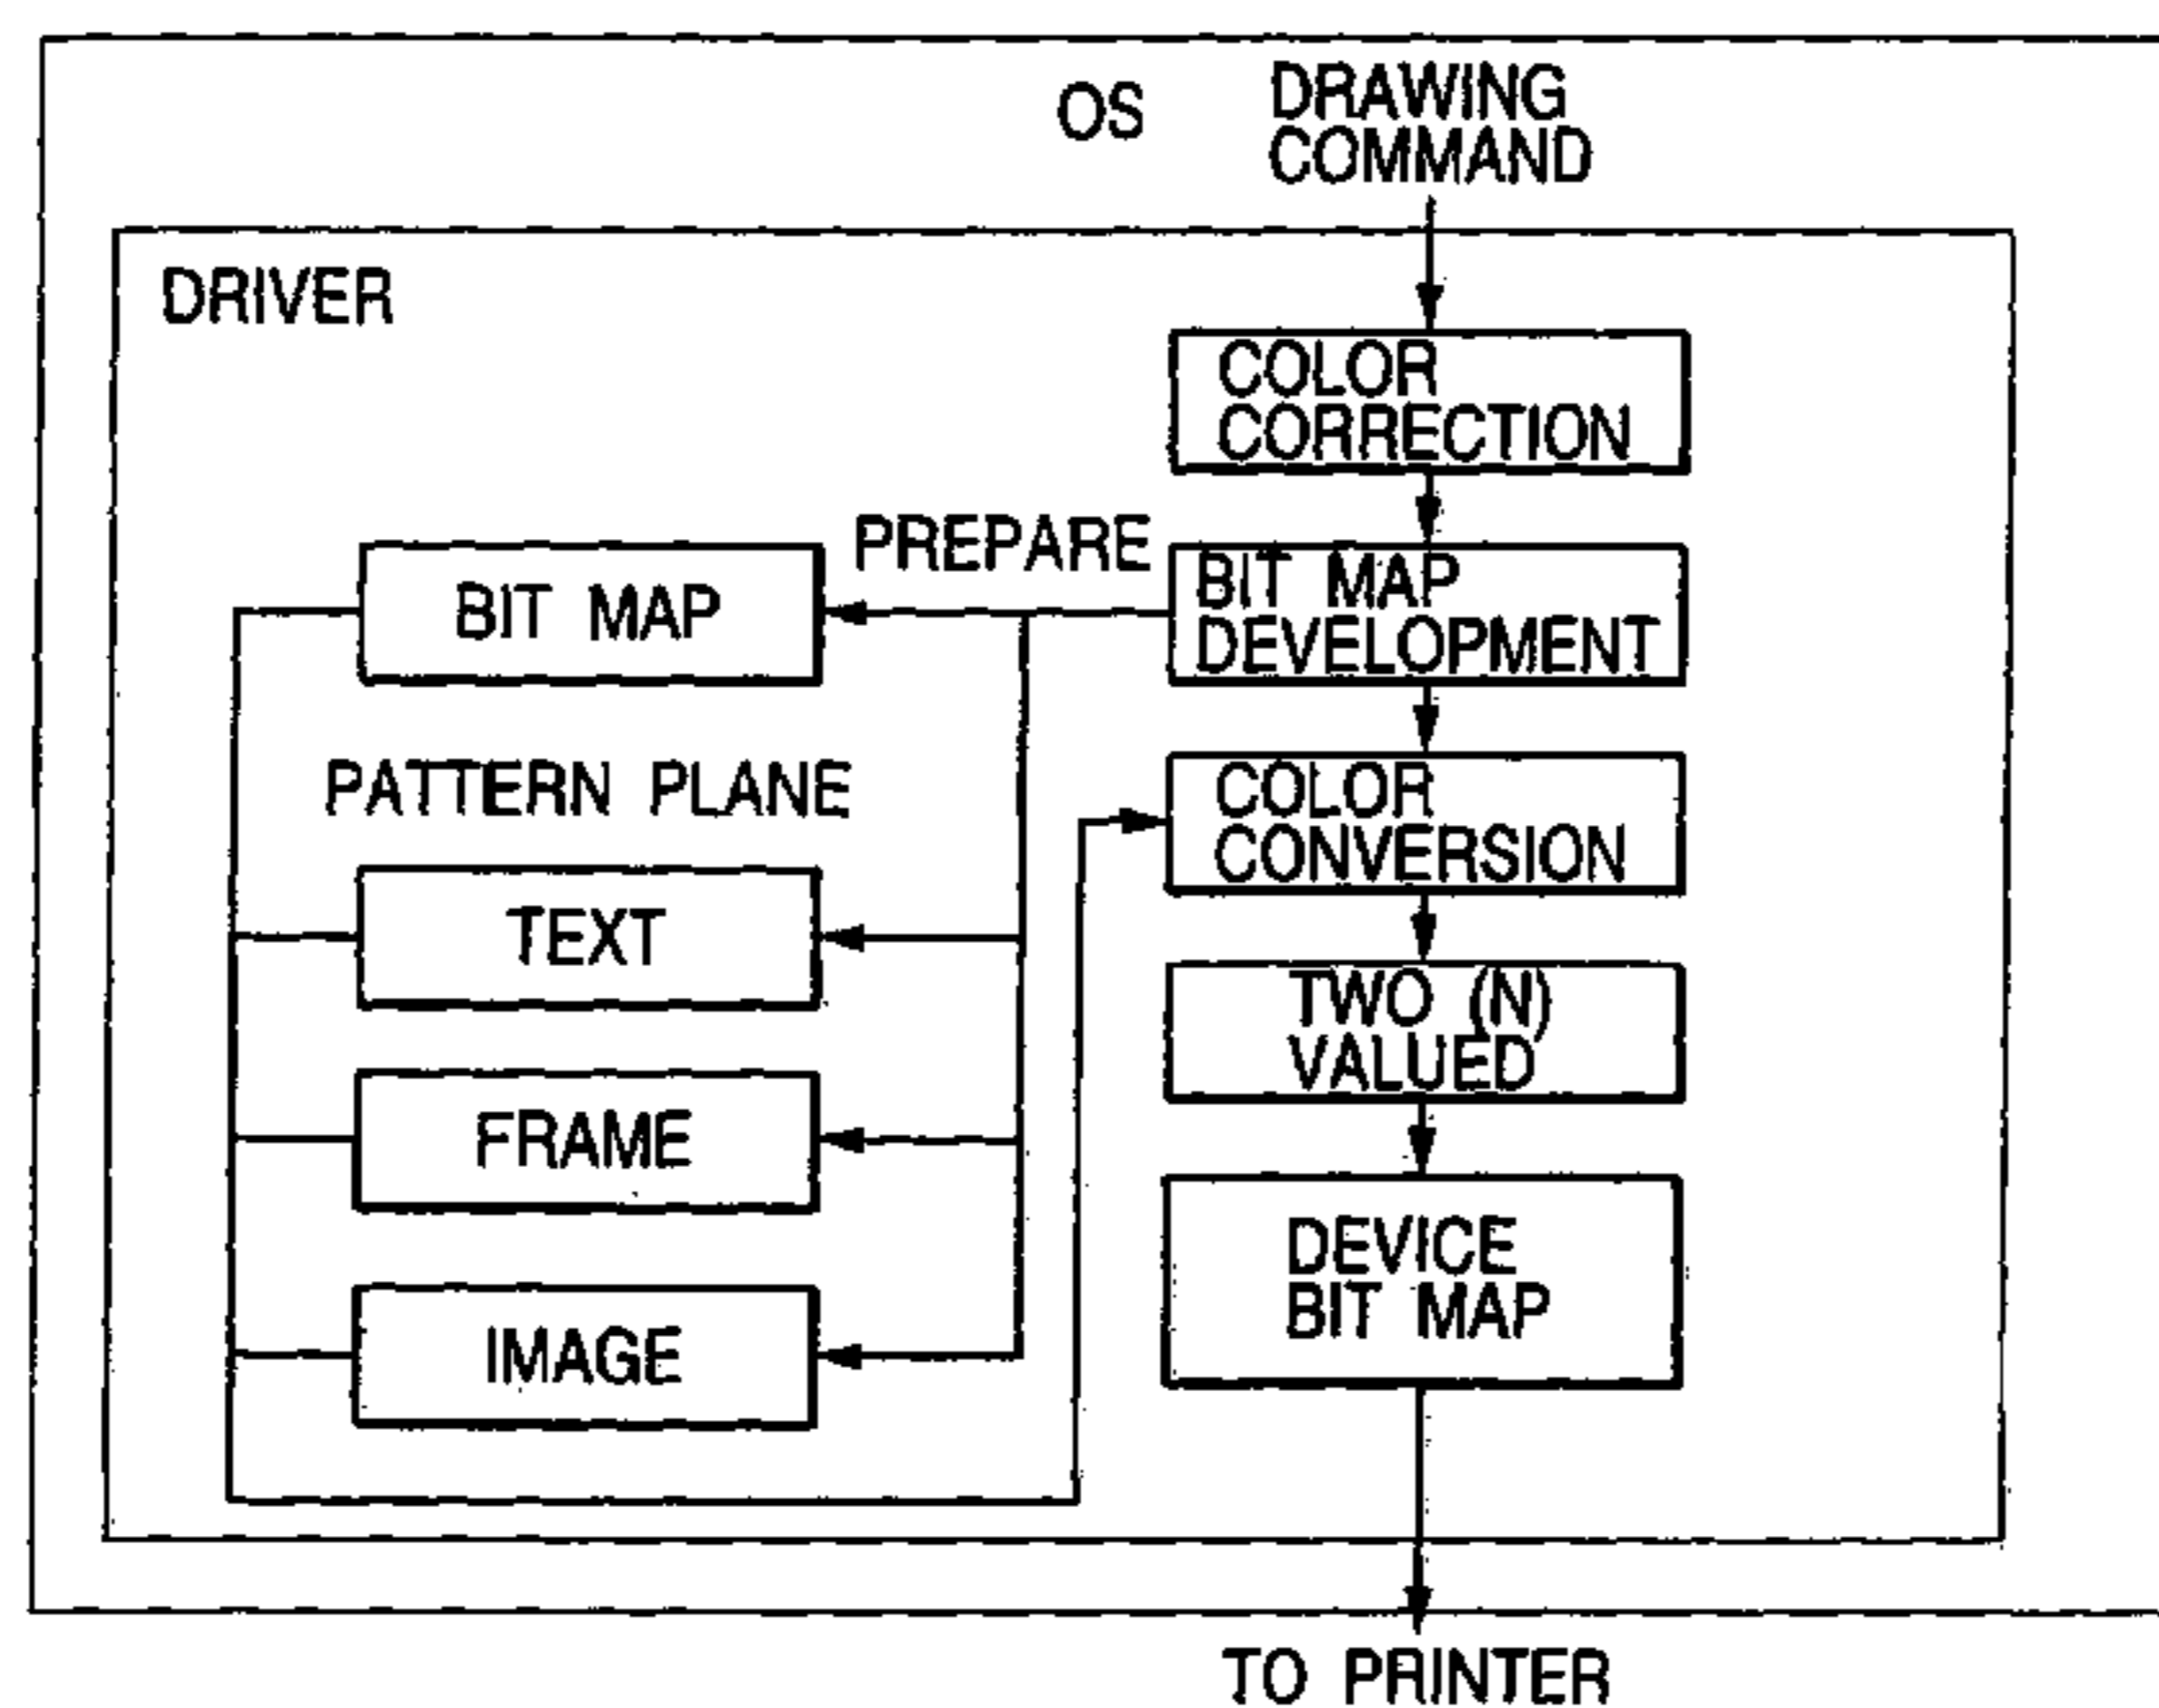 OS
DRAWING
COMMAND
DRIVER
COLOR
CORRECTION
PREPARE
BIT MAP
BIT MAP
DEVELOPMENT
PATTERN PLANE
COLOR
CONVERSION
TEXT
TWO (N)
VALUED
FRAME
DEVICE
BIT MAP
IMAGE
TO PRINTER